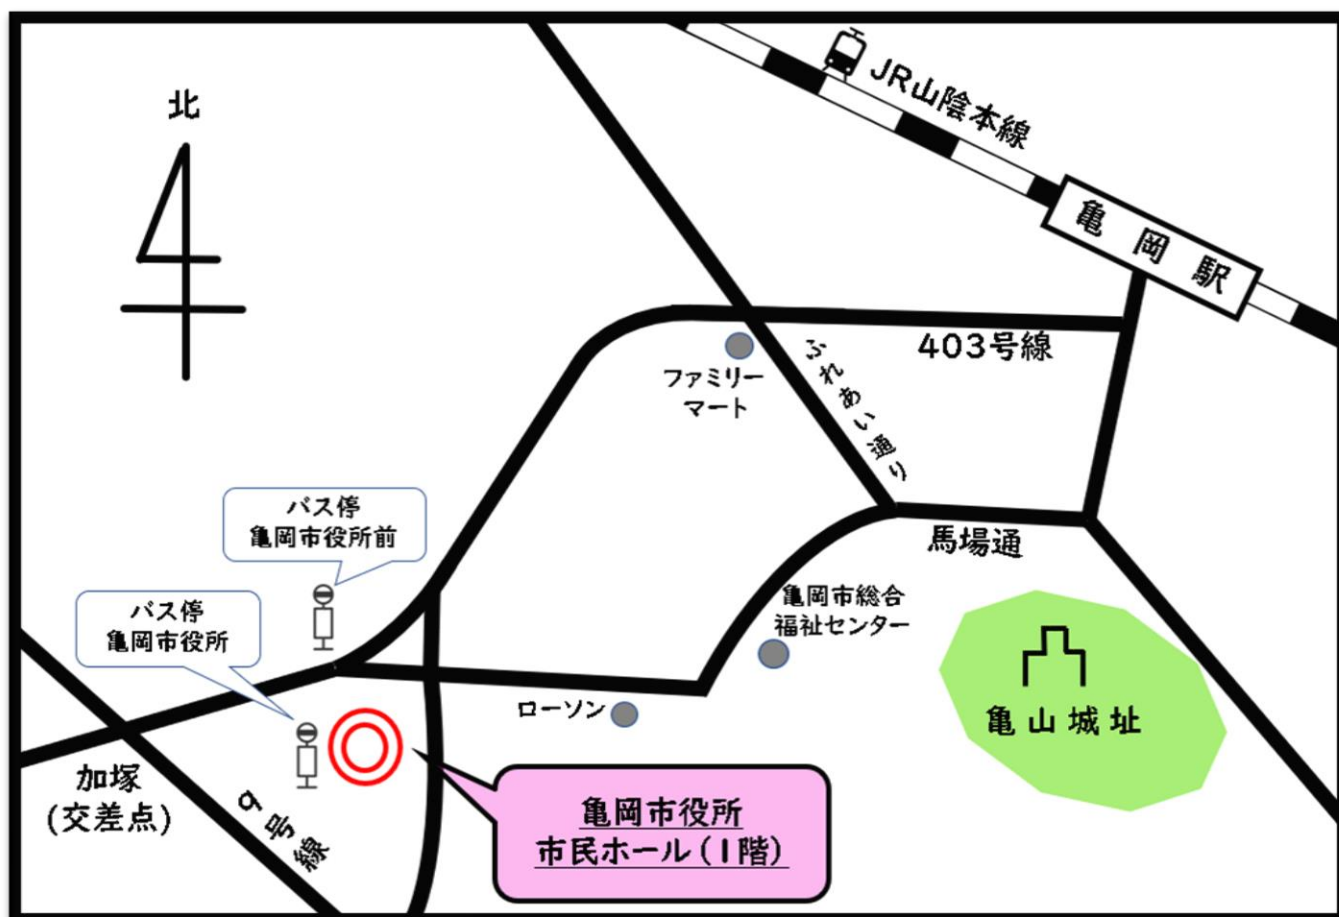 北
JR山陰本線
亀岡駅
403号線
ファミリー
マート
ふれあい通り
バス停
亀岡市役所前
馬場通
バス停
亀岡市役所
亀岡市総合
福祉センター
ローソン
亀山城址
加塚
(交差点)
9号線
亀岡市役所
市民ホール(1階)